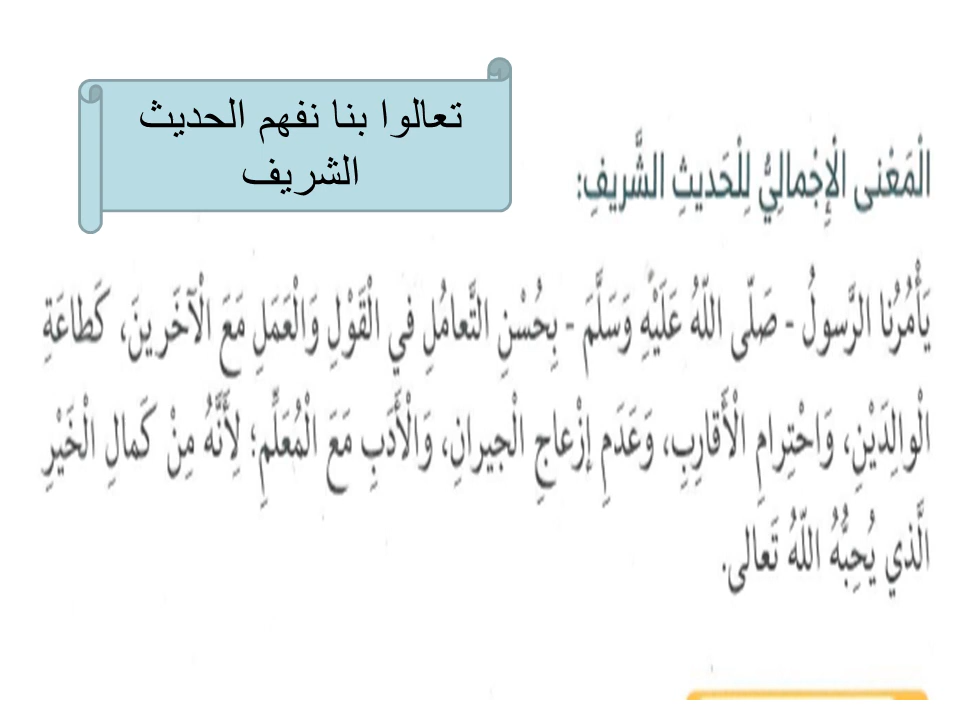 تعالوا بنا نفهم الحديث
الشريف
الْمَعْنى الْإِجْمالِيُّ لِلْحَديثِ الشَّريفِ:
يَأْمُرُنا الرَّسولُ - صَلّى اللّهُ عَلَيْهِ وَسَلَّمَ - بِحُسْنِ التَّعامُلِ في الْقَوْلِ وَالْعَمَلِ مَعَ الْآخَرينَ، كَطاعَةِ
الْوالِدَيْنِ، وَاحْتِرامِ الْأَقارِبِ، وَعَدَمِ إزْعاجِ الْجيرانِ، وَالْأَدَبِ مَعَ الْمُعَلِّمِ؛ لِأَنَّهُ مِنْ كَمالِ الْخَيْرِ
الَّذي يُحِبُّهُ اللّهُ تَعالى.